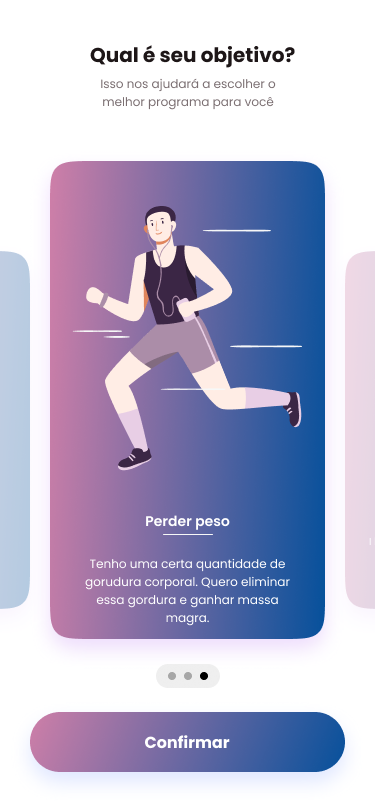 Qual é seu objetivo?
Isso nos ajudará a escolher o
melhor programa para você
Perder peso
Tenho uma certa quantidade de
gorudura corporal. Quero eliminar
essa gordura e ganhar massa
magra.
Confirmar